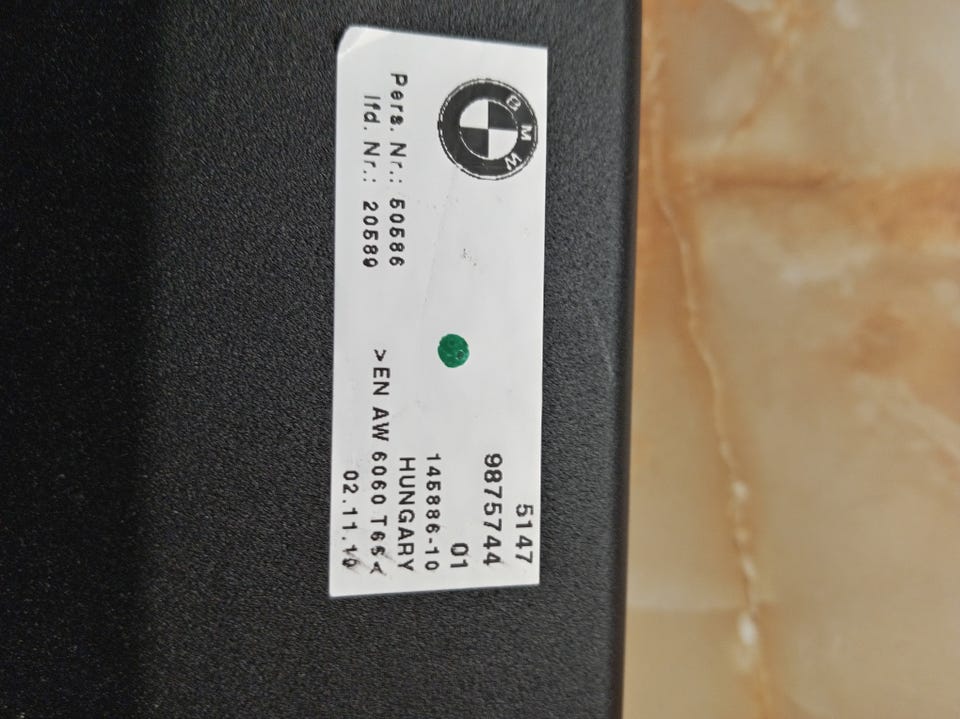 BMW
5147
9875744
01
145886-10
HUNGARY
>EN AW 6060 T66<
Pers. Nr.: 50586
lfd. Nr.: 20589